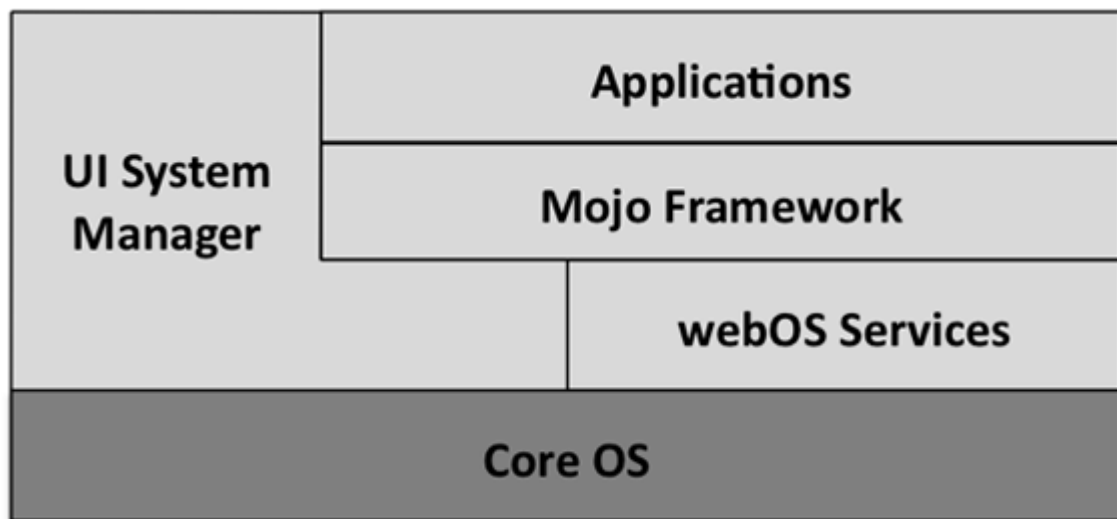 Applications
UI System
Manager
Mojo Framework
webOS Services
Core OS